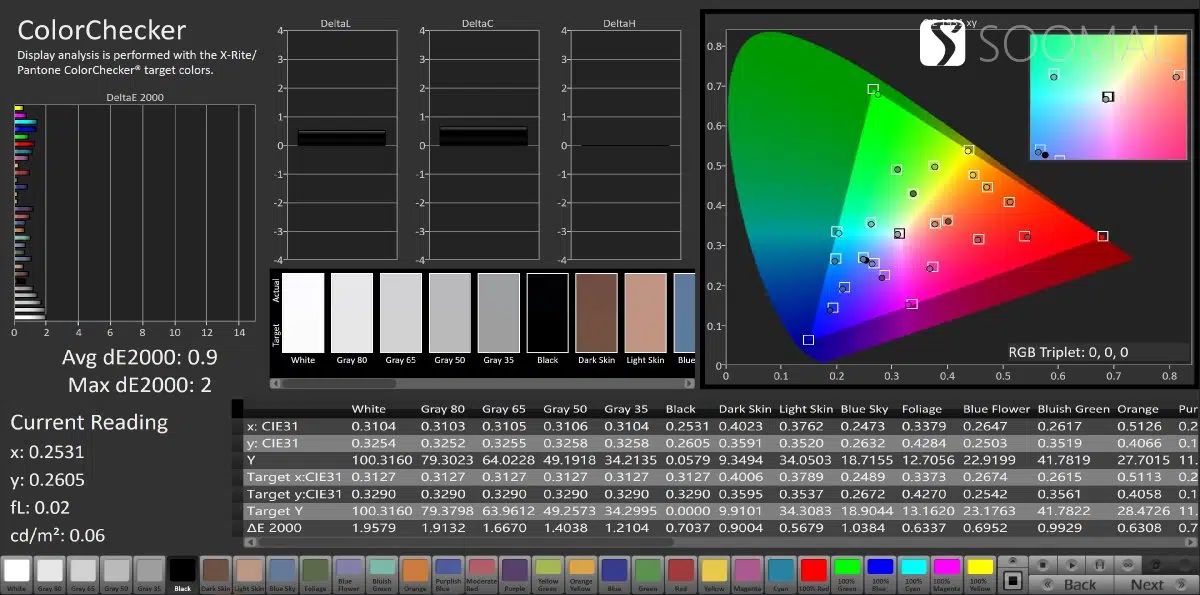 ColorChecker
Display analysis is performed with the X-Rite/
Pantone ColorChecker® target colors.
DeltaE 2000
0 2 4 6 8 10 12 14
Avg dE2000: 0.9
Max dE2000: 2
DeltaL
4
3
2
1
0
-1
-2
-3
-4
DeltaC
4
3
2
1
0
-1
-2
-3
-4
DeltaH
4
3
2
1
0
-1
-2
-3
-4
Actual
Target
White Gray 80 Gray 65 Gray 50 Gray 35 Black Dark Skin Light Skin Blue
SOOMAL
0.8
0.7
0.6
0.5
0.4
0.3
0.2
0.1
0 0.1 0.2 0.3 0.4 0.5 0.6 0.7 0.8
RGB Triplet: 0, 0, 0
Current Reading
x: 0.2531
y: 0.2605
fL: 0.02
cd/m²: 0.06
White Gray 80 Gray 65 Gray 50 Gray 35 Black Dark Skin Light Skin Blue Sky Foliage Blue Flower Bluish Green Orange Pur
x: CIE31 0.3104 0.3103 0.3105 0.3106 0.3104 0.2531 0.4023 0.3762 0.2473 0.3379 0.2647 0.2617 0.5126 0.2
y: CIE31 0.3254 0.3252 0.3255 0.3258 0.3258 0.2605 0.3591 0.3520 0.2632 0.4284 0.2503 0.3519 0.4066 0.1
Y 100.3160 79.3023 64.0228 49.1918 34.2135 0.0579 9.3494 34.0503 18.7155 12.7056 22.9199 41.7819 27.7015 11.
Target x:CIE31 0.3127 0.3127 0.3127 0.3127 0.3127 0.3127 0.4006 0.3789 0.2489 0.3373 0.2674 0.2615 0.5113 0.2
Target y:CIE31 0.3290 0.3290 0.3290 0.3290 0.3290 0.3290 0.3595 0.3537 0.2672 0.4270 0.2542 0.3561 0.4058 0.1
Target Y 100.3160 79.3798 63.9612 49.2573 34.2995 0.0000 9.9101 34.3083 18.9044 13.1620 23.1763 41.7822 28.4726 11.
ΔE 2000 1.9579 1.9132 1.6670 1.4038 1.2104 0.7037 0.9004 0.5679 1.0384 0.6337 0.6952 0.9929 0.6308 0.7
White Gray 80 Gray 65 Gray 50 Gray 35 Black Dark Skin Light Skin Blue Sky Foliage Blue Flower Bluish Green Orange Purplish Blue Moderate Red Purple Yellow Green Orange Yellow Blue Green Red Yellow Magenta Cyan 100% Red 100% Green 100% Blue 100% Cyan 100% Magenta 100% Yellow
Back Next